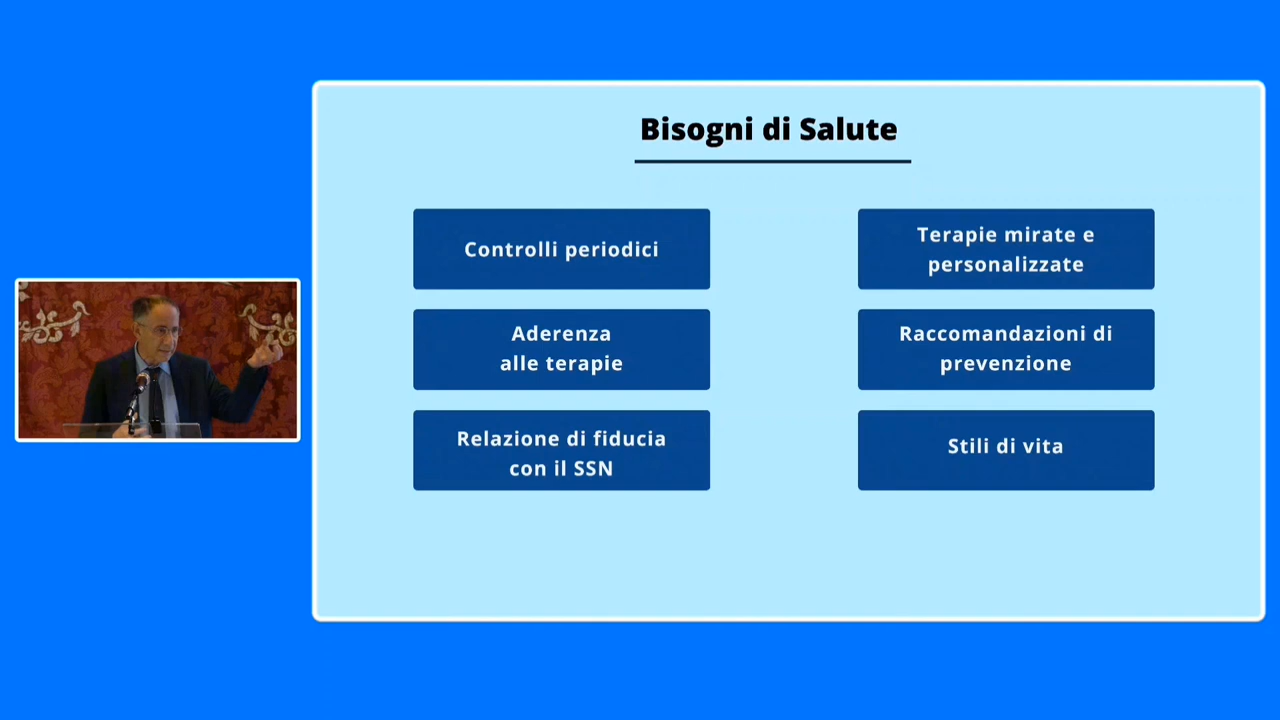 Bisogni di Salute
Controlli periodici
Terapie mirate e
personalizzate
Aderenza
alle terapie
Raccomandazioni di
prevenzione
Relazione di fiducia
con il SSN
Stili di vita